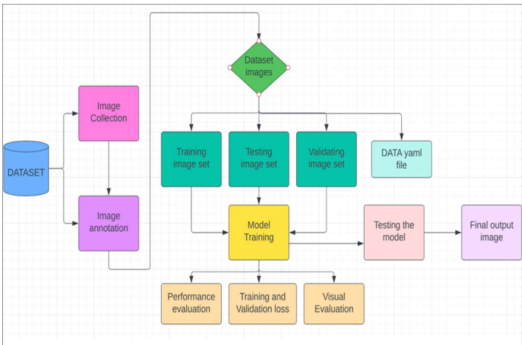 Dataset
images
Image
Collection
DATASET
Image
annotation
Training
image set
Testing
image set
Validating
image set
DATA yaml
file
Model
Training
Testing the
model
Final output
image
Performance
evaluation
Training and
Validation loss
Visual
Evaluation